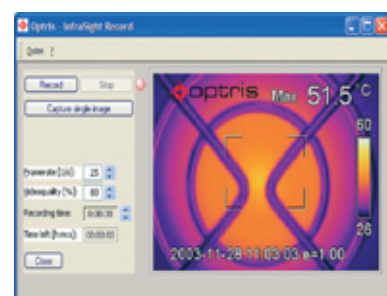 Optris - InfraSight Record
Datei ?
Record Stop
Capture single image
Framerate [1/s]: 25
Videoquality [%]: 80
Recording time: 0:00:30
Time left [h:m:s]: 00:00:00
Close
optris Max 51.5 °C
60
26
2003-11-28 11:03:03 e=1.00